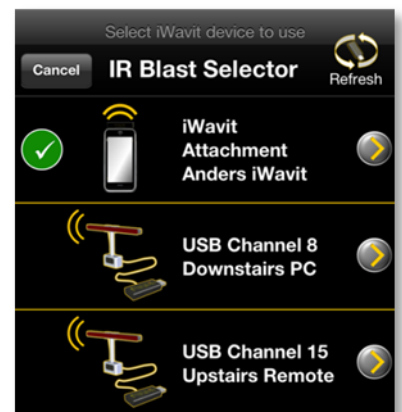 Select iWavit device to use
Cancel
IR Blast Selector
Refresh
iWavit
Attachment
Anders iWavit
USB Channel 8
Downstairs PC
USB Channel 15
Upstairs Remote